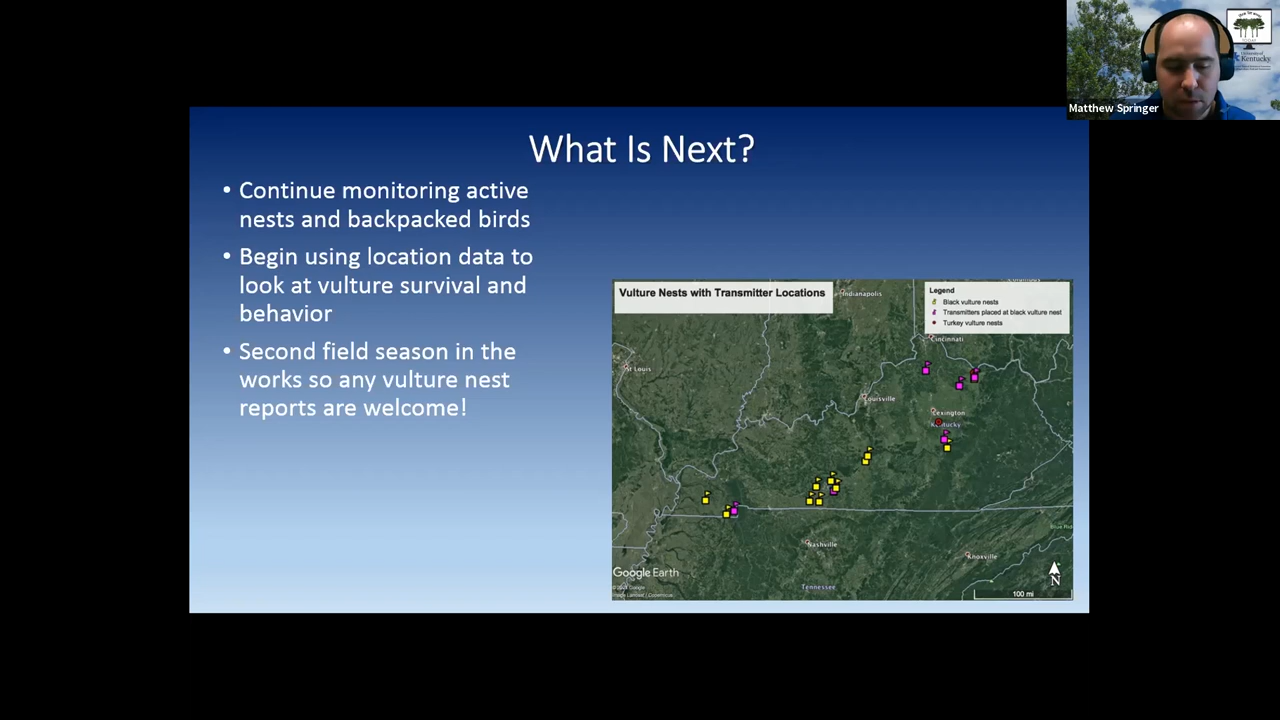 What Is Next?
• Continue monitoring active
nests and backpacked birds
• Begin using location data to
look at vulture survival and
behavior
• Second field season in the
works so any vulture nest
reports are welcome!
Vulture Nests with Transmitter Locations
Legend
Black vulture nests
Transmitters placed at black vulture nest
Turkey vulture nests
Indianapolis
Cincinnati
St Louis
Louisville
Lexington
Kentucky
Nashville
Knoxville
Tennessee
Google Earth
N
100 mi
Matthew Springer
University of
Kentucky